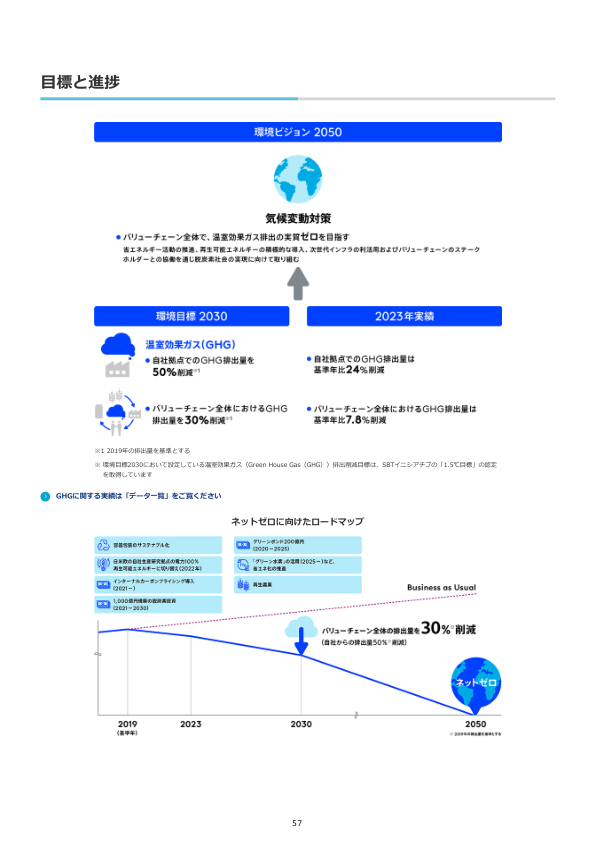 目標と進捗
環境ビジョン 2050
気候変動対策
● バリューチェーン全体で、温室効果ガス排出の実質ゼロを目指す
省エネルギー活動の推進、再生可能エネルギーの積極的な導入、次世代インフラの利活用およびバリューチェーンのステーク
ホルダーとの協働を通じ脱炭素社会の実現に向けて取り組む
環境目標 2030
2023年実績
温室効果ガス(GHG)
● 自社拠点でのGHG排出量を
50%削減※1
● 自社拠点でのGHG排出量は
基準年比24%削減
● バリューチェーン全体におけるGHG
排出量を30%削減※1
● バリューチェーン全体におけるGHG排出量は
基準年比7.8%削減
※1 2019年の排出量を基準とする
※ 環境目標2030において設定している温室効果ガス（Green House Gas（GHG））排出削減目標は、SBTイニシアチブの「1.5℃目標」の認定
を取得しています
GHGに関する実績は「データ一覧」をご覧ください
ネットゼロに向けたロードマップ
容器包装のサステナブル化
グリーンボンド200億円
(2020〜2025)
日米欧の自社生産研究拠点の電力100%
再生可能エネルギーに切り替え(2022年)
「グリーン水素」の活用(2025〜)など、
省エネ化の推進
インターナルカーボンプライシング導入
(2021〜)
再生農業
1,000億円規模の脱炭素投資
(2021〜2030)
Business as Usual
バリューチェーン全体の排出量を30%※削減
(自社からの排出量50%※削減)
ネットゼロ
2019
(基準年)
2023
2030
2050
※ 2019年の排出量を基準とする
57